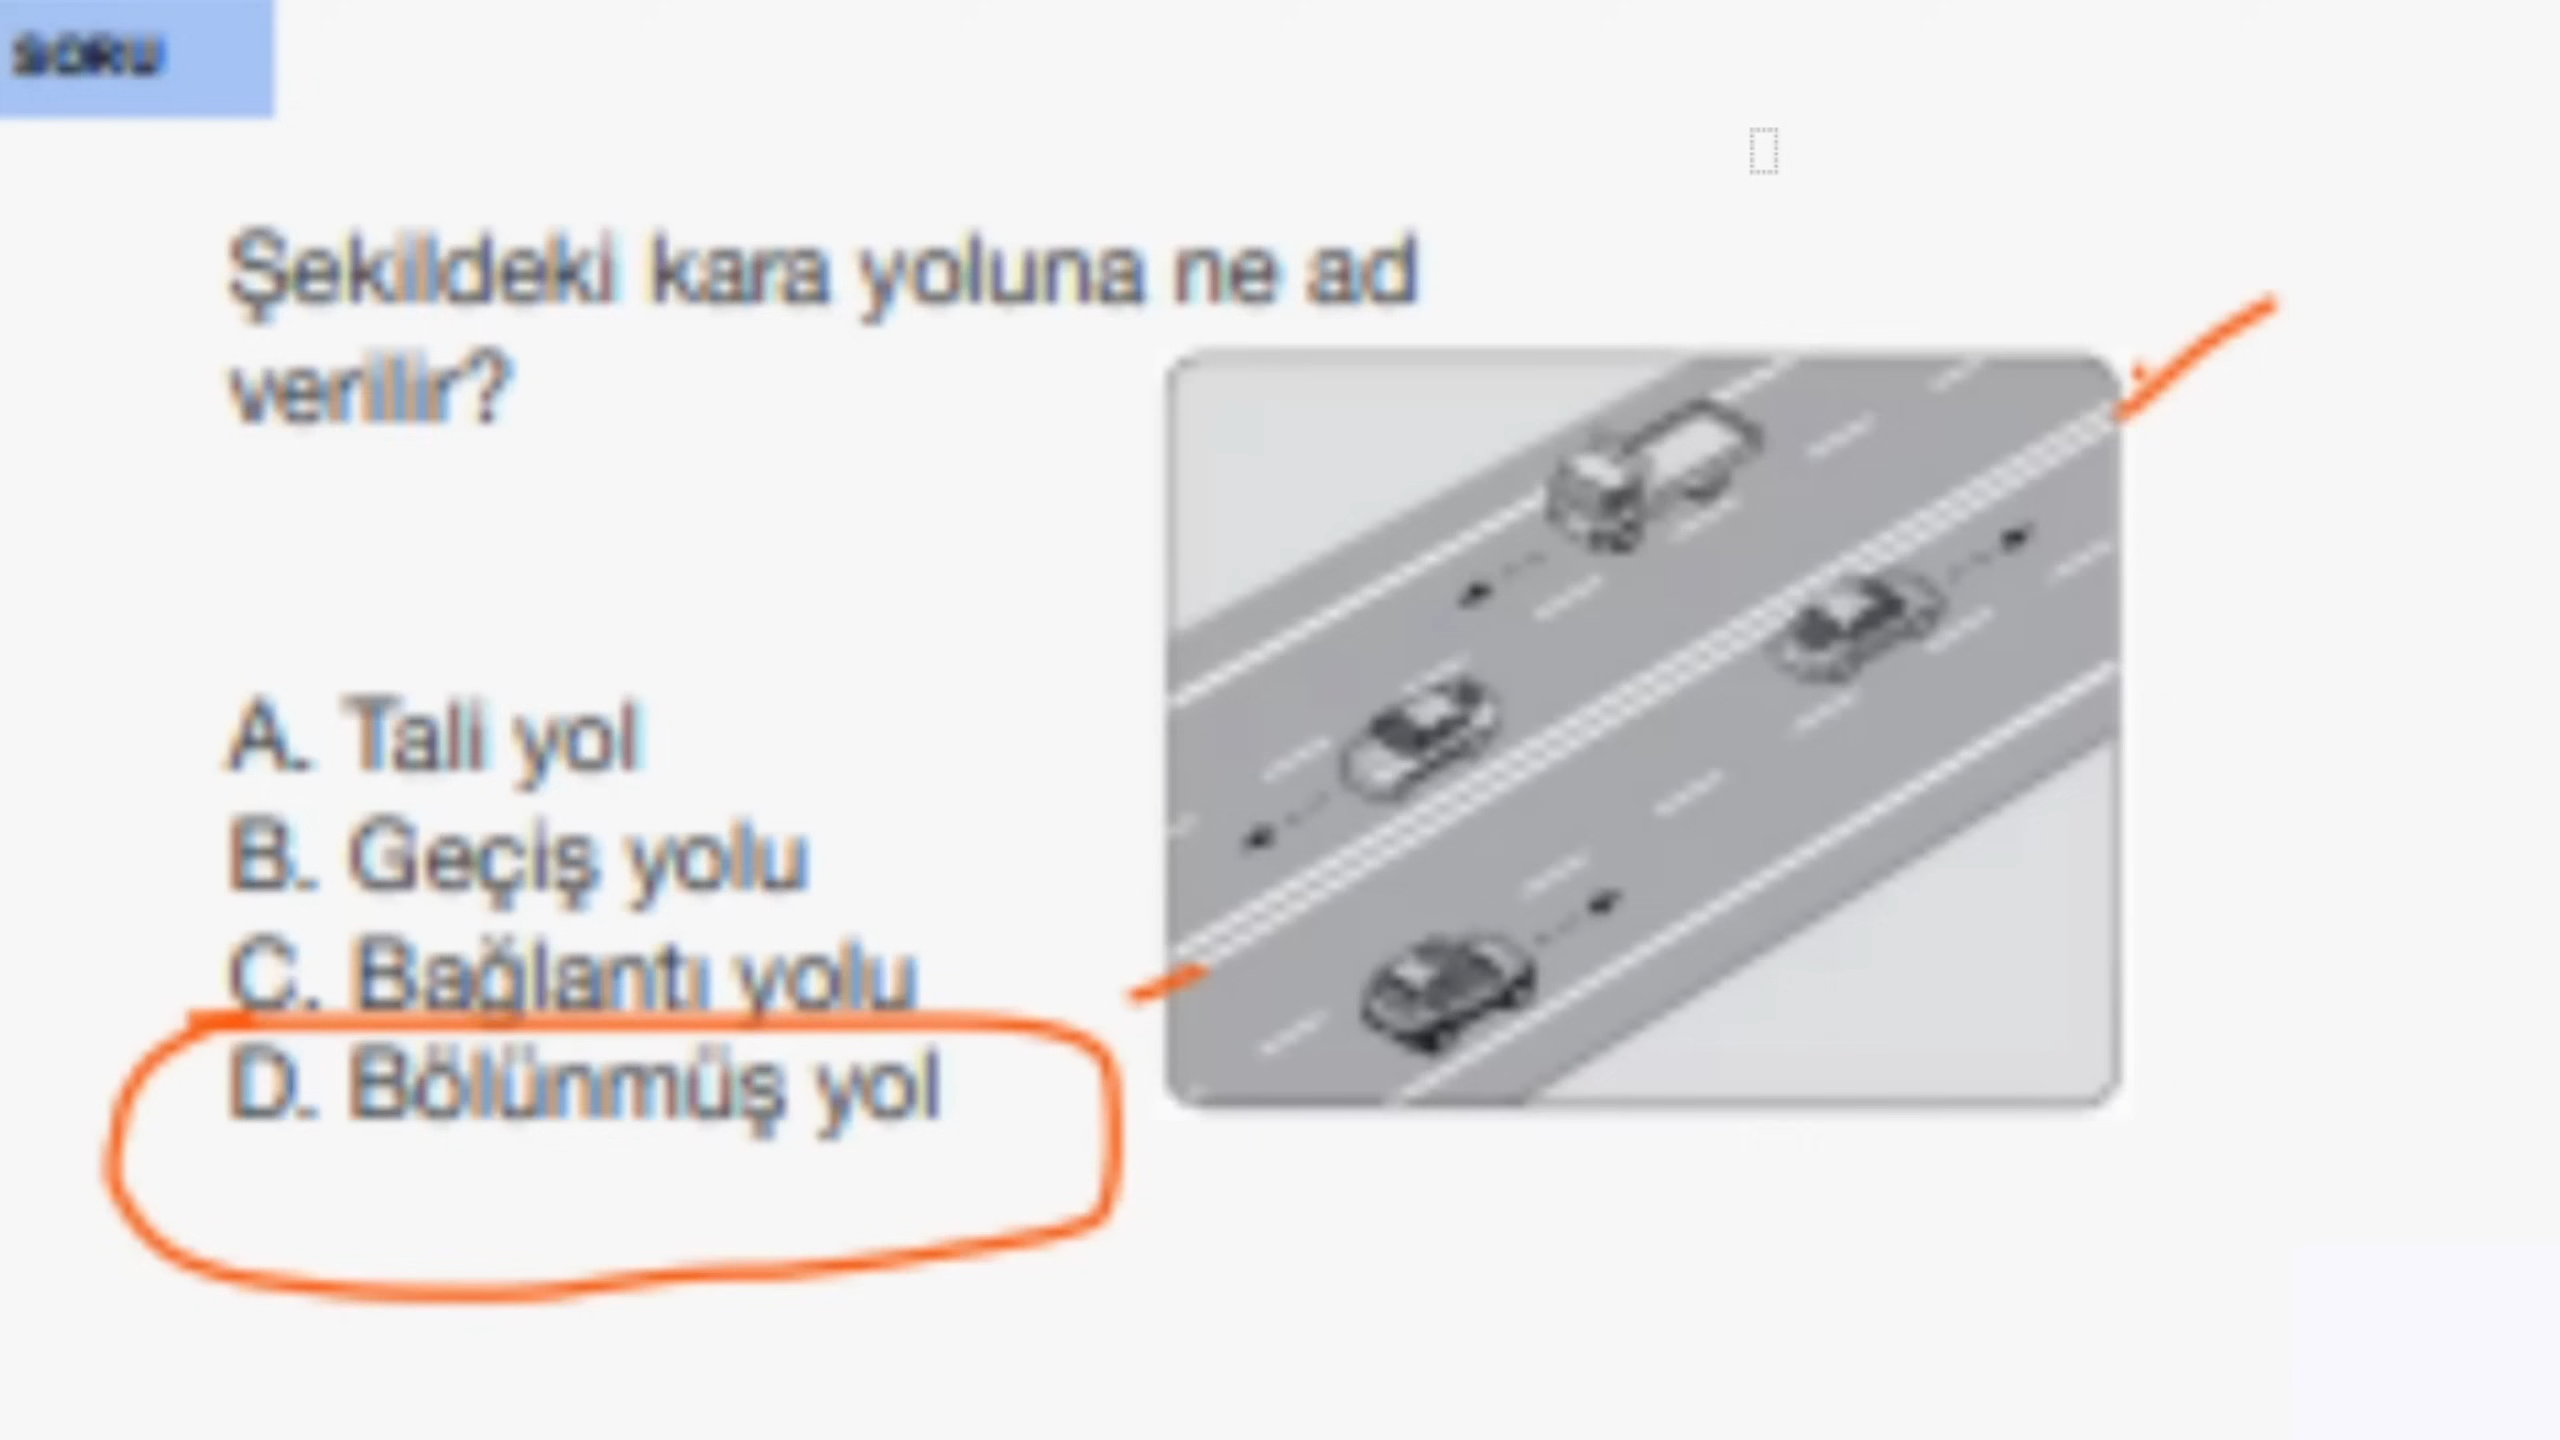 SORU
Şekildeki kara yoluna ne ad
verilir?
A. Tali yol
B. Geçiş yolu
C. Bağlantı yolu
D. Bölünmüş yol